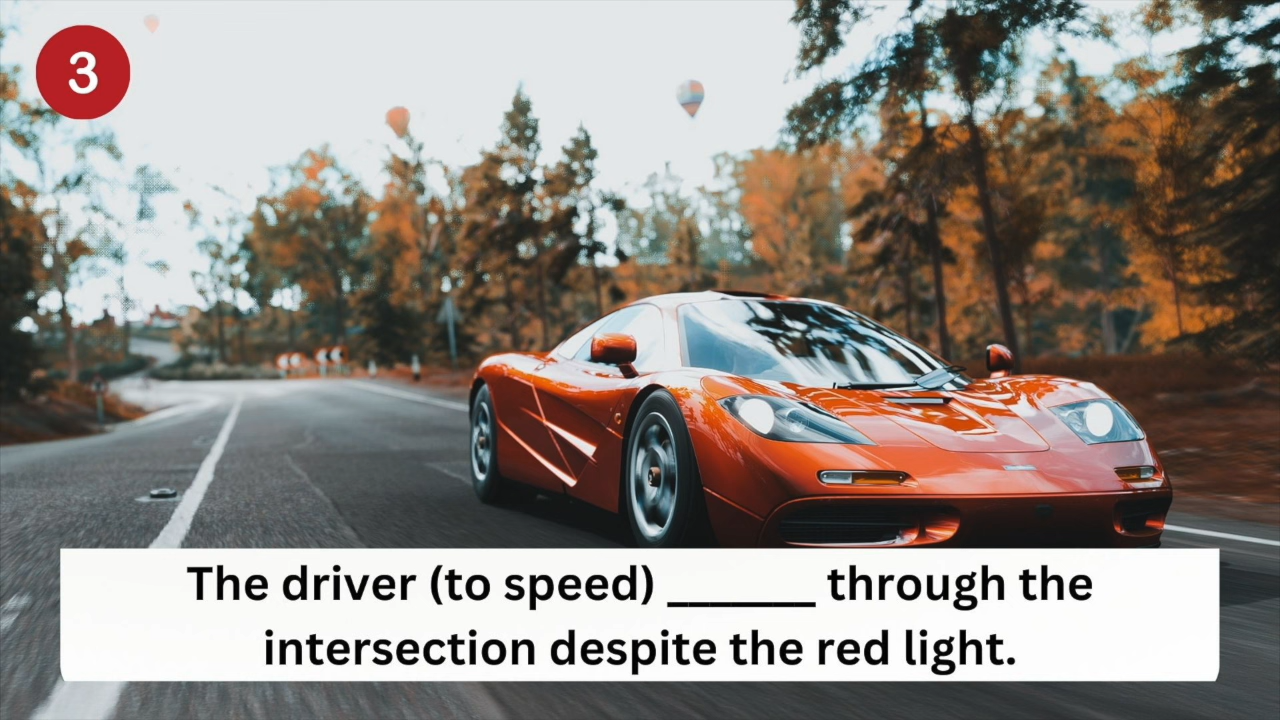 3
The driver (to speed) _______ through the
intersection despite the red light.